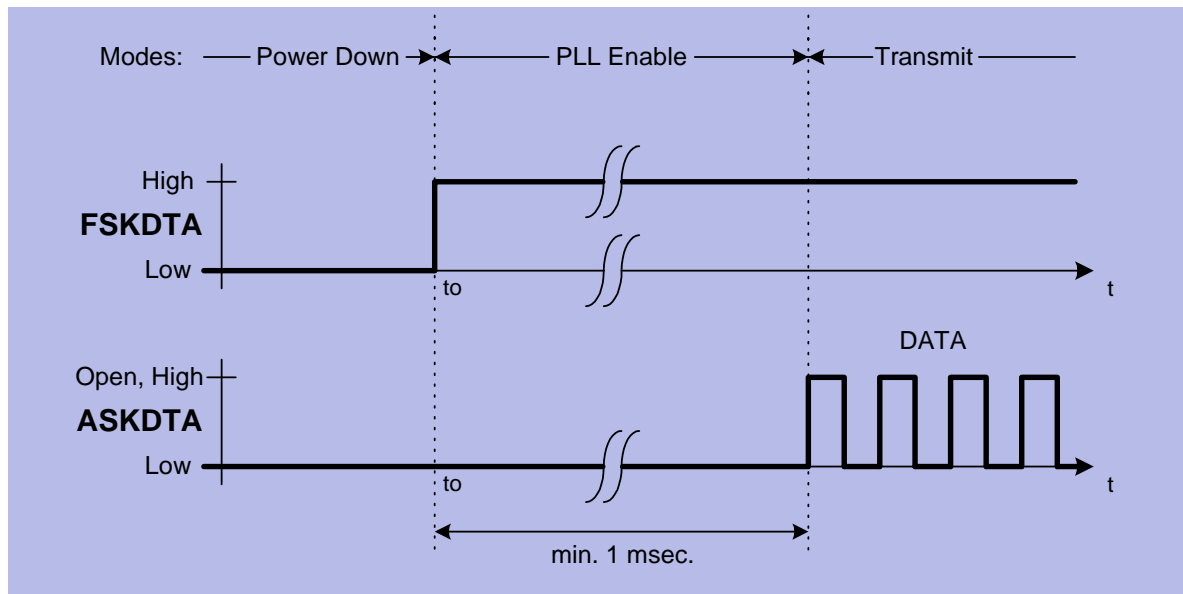 Modes: Power Down PLL Enable Transmit
High
FSKDTA
Low
to
t
DATA
Open, High
ASKDTA
Low
to
t
min. 1 msec.